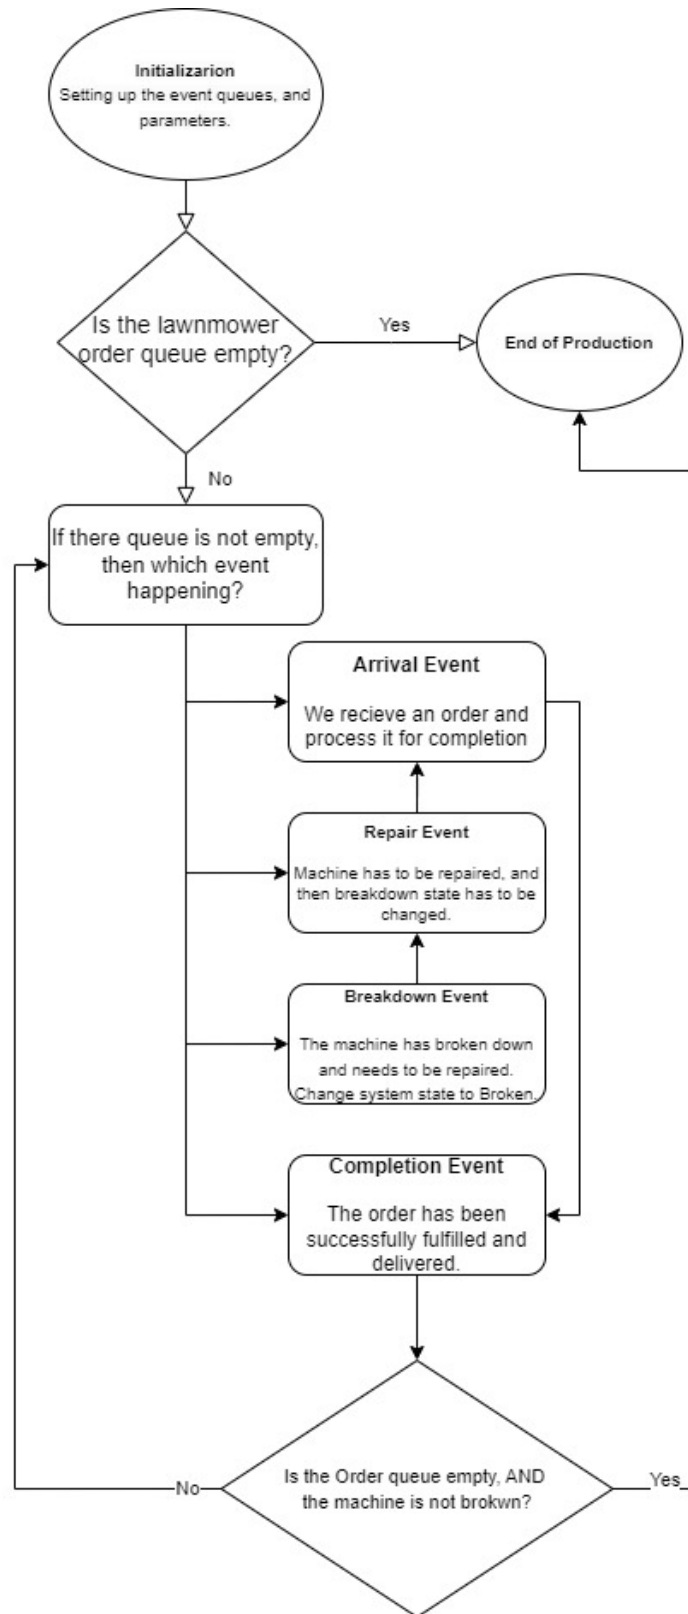 Initializarion
Setting up the event queues, and
parameters.
Is the lawnmower
order queue empty?
Yes
End of Production
No
If there queue is not empty,
then which event
happening?
Arrival Event
We recieve an order and
process it for completion
Repair Event
Machine has to be repaired, and
then breakdown state has to be
changed.
Breakdown Event
The machine has broken down
and needs to be repaired.
Change system state to Broken.
Completion Event
The order has been
successfully fulfilled and
delivered.
Is the Order queue empty, AND
the machine is not brokwn?
No
Yes